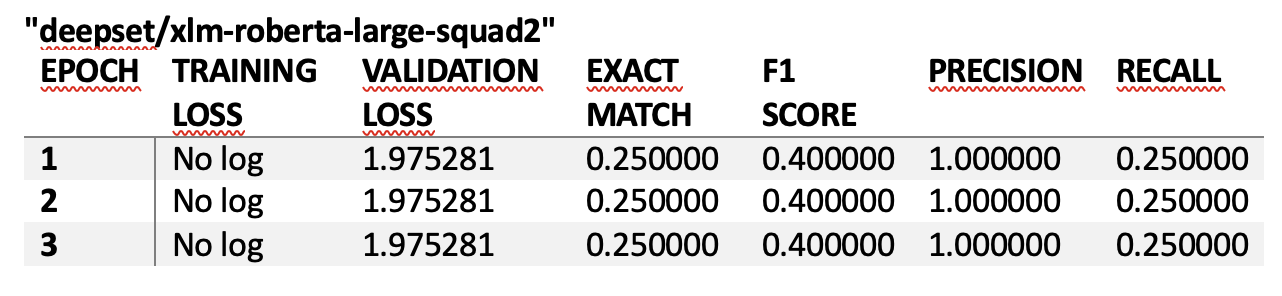 "deepset/xlm-roberta-large-squad2"
EPOCH TRAINING LOSS VALIDATION LOSS EXACT MATCH F1 SCORE PRECISION RECALL
1 No log 1.975281 0.250000 0.400000 1.000000 0.250000
2 No log 1.975281 0.250000 0.400000 1.000000 0.250000
3 No log 1.975281 0.250000 0.400000 1.000000 0.250000